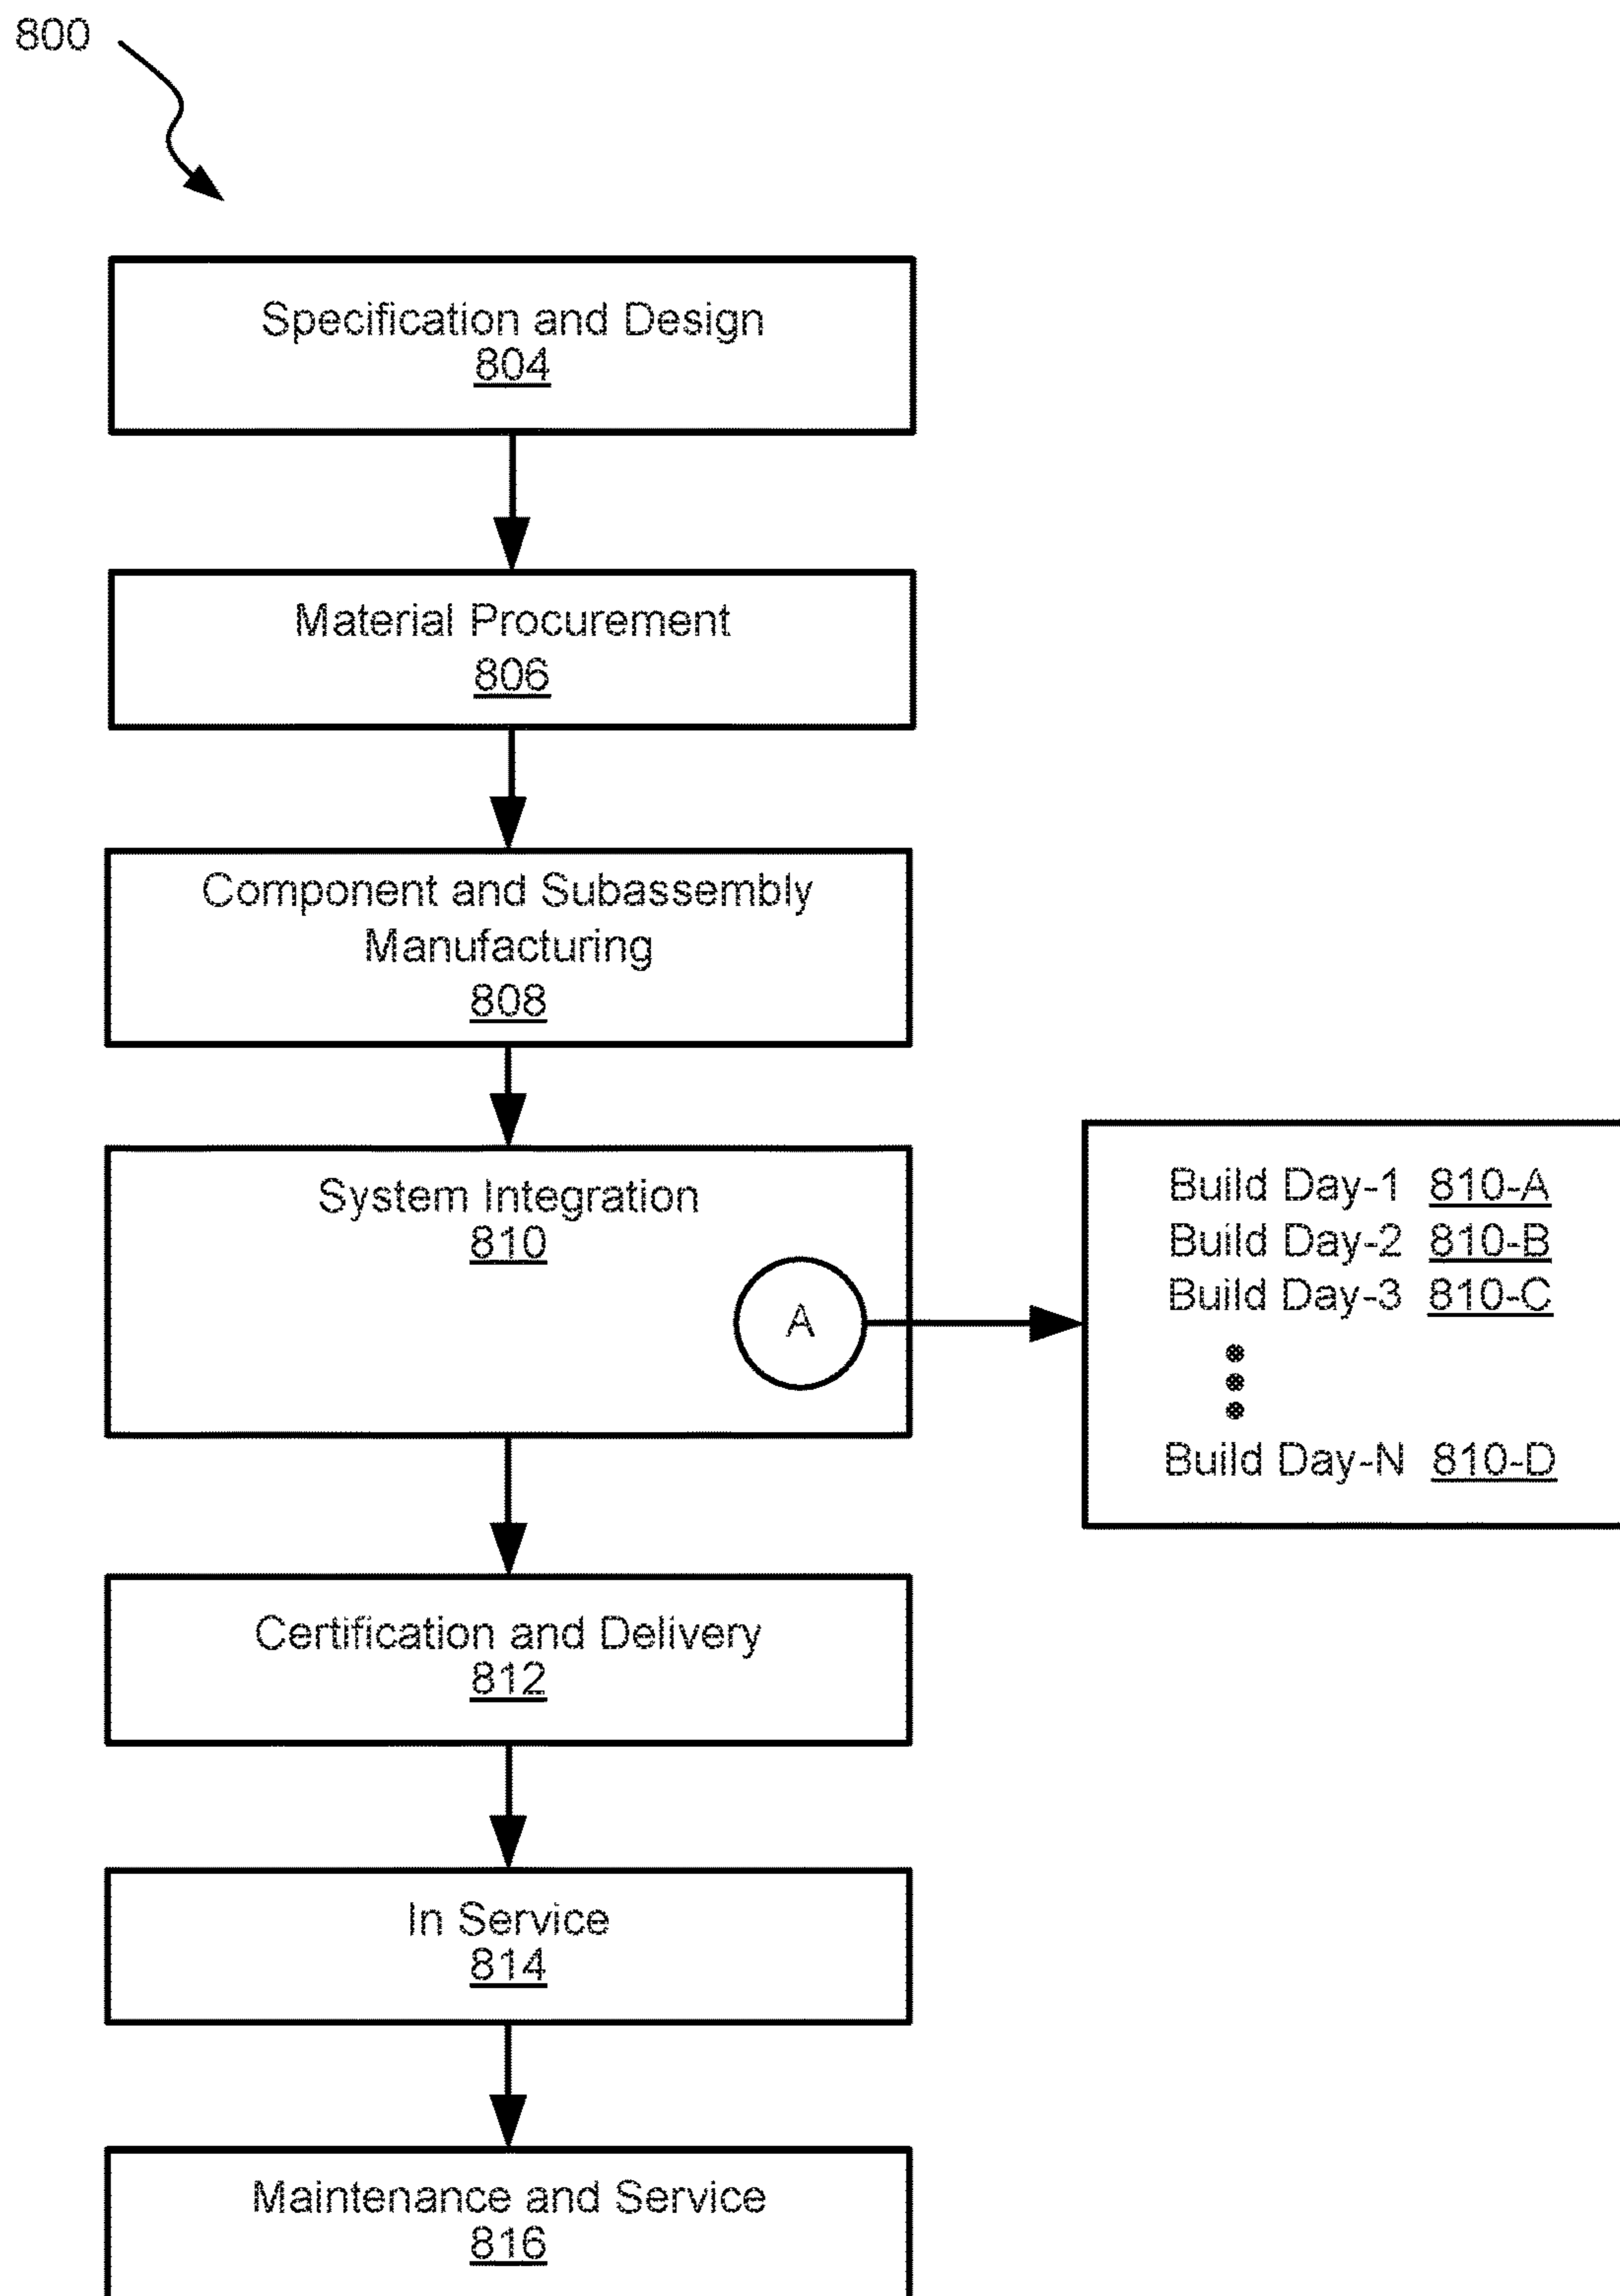 800
Specification and Design
804
Material Procurement
806
Component and Subassembly
Manufacturing
808
System Integration
810
A
Build Day-1 810-A
Build Day-2 810-B
Build Day-3 810-C
Build Day-N 810-D
Certification and Delivery
812
In Service
814
Maintenance and Service
816